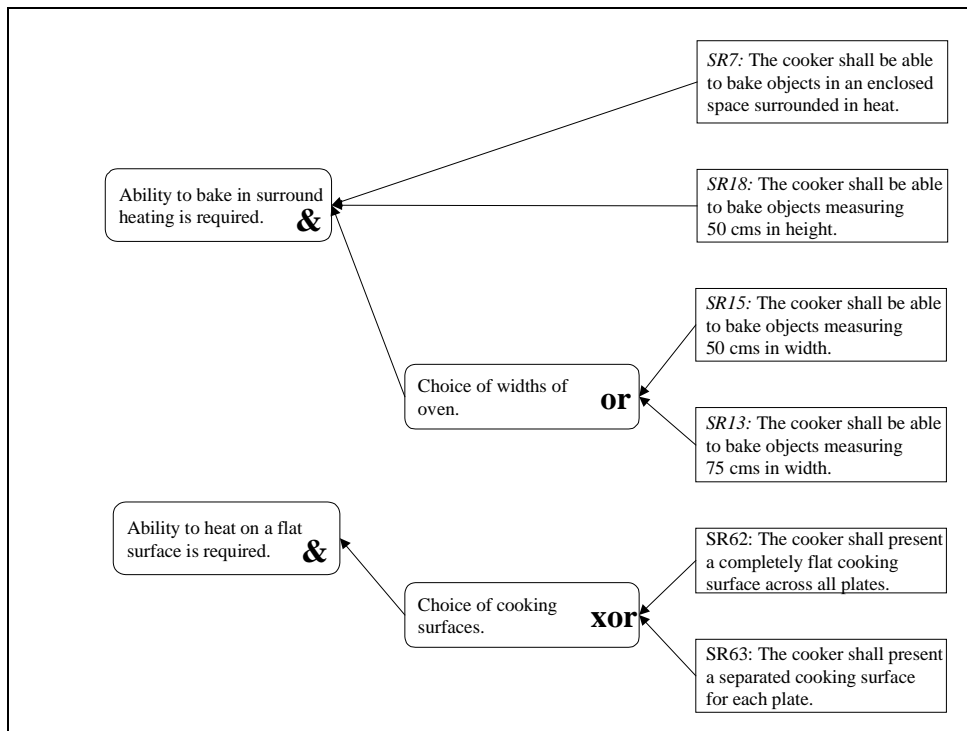 SR7: The cooker shall be able
to bake objects in an enclosed
space surrounded in heat.
Ability to bake in surround
heating is required.
&
SR18: The cooker shall be able
to bake objects measuring
50 cms in height.
SR15: The cooker shall be able
to bake objects measuring
50 cms in width.
Choice of widths of
oven.
or
SR13: The cooker shall be able
to bake objects measuring
75 cms in width.
Ability to heat on a flat
surface is required.
&
SR62: The cooker shall present
a completely flat cooking
surface across all plates.
Choice of cooking
surfaces.
xor
SR63: The cooker shall present
a separated cooking surface
for each plate.